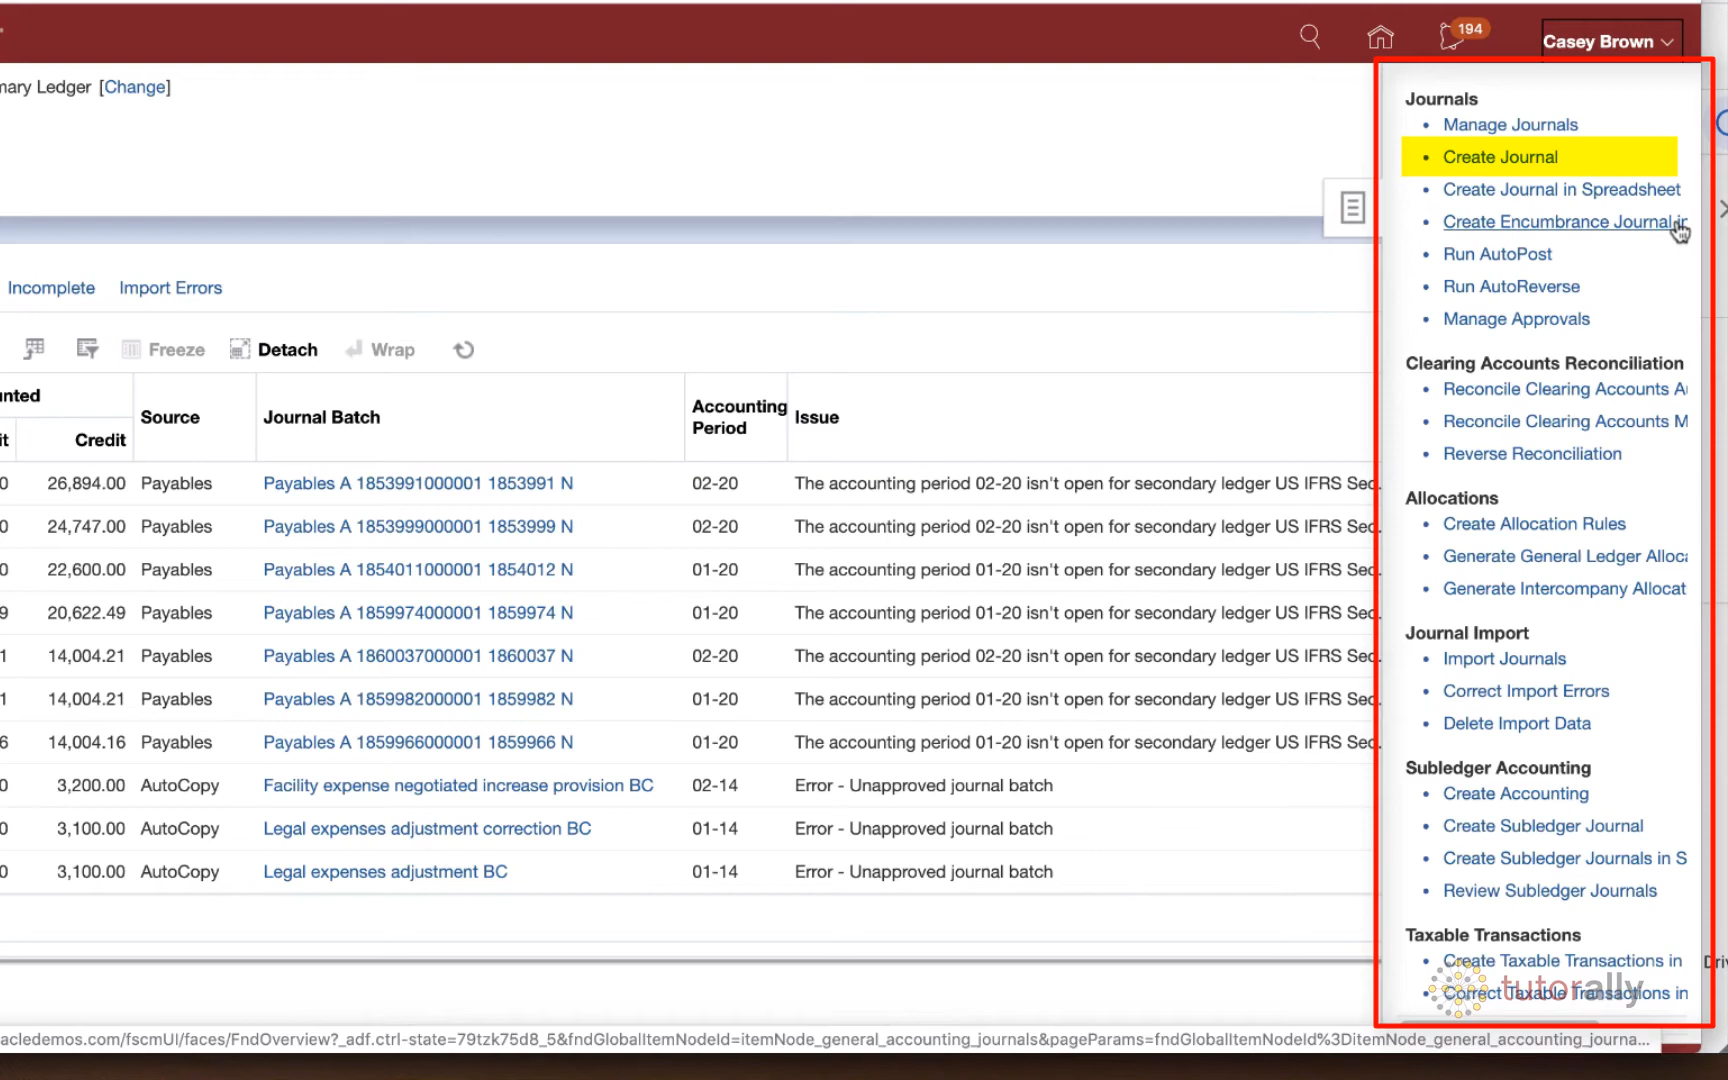 194
Casey Brown
mary Ledger [Change]
Incomplete Import Errors
Freeze Detach Wrap
Source Journal Batch Accounting Period Issue
Credit
26,894.00 Payables Payables A 1853991000001 1853991 N 02-20 The accounting period 02-20 isn't open for secondary ledger US IFRS Sec.
24,747.00 Payables Payables A 1853999000001 1853999 N 02-20 The accounting period 02-20 isn't open for secondary ledger US IFRS Sec.
22,600.00 Payables Payables A 1854011000001 1854012 N 01-20 The accounting period 01-20 isn't open for secondary ledger US IFRS Sec.
20,622.49 Payables Payables A 1859974000001 1859974 N 01-20 The accounting period 01-20 isn't open for secondary ledger US IFRS Sec.
14,004.21 Payables Payables A 1860037000001 1860037 N 02-20 The accounting period 02-20 isn't open for secondary ledger US IFRS Sec.
14,004.21 Payables Payables A 1859982000001 1859982 N 01-20 The accounting period 01-20 isn't open for secondary ledger US IFRS Sec.
14,004.16 Payables Payables A 1859966000001 1859966 N 01-20 The accounting period 01-20 isn't open for secondary ledger US IFRS Sec.
3,200.00 AutoCopy Facility expense negotiated increase provision BC 02-14 Error - Unapproved journal batch
3,100.00 AutoCopy Legal expenses adjustment correction BC 01-14 Error - Unapproved journal batch
3,100.00 AutoCopy Legal expenses adjustment BC 01-14 Error - Unapproved journal batch
Journals
• Manage Journals
• Create Journal
• Create Journal in Spreadsheet
• Create Encumbrance Journal
• Run AutoPost
• Run AutoReverse
• Manage Approvals
Clearing Accounts Reconciliation
• Reconcile Clearing Accounts A
• Reconcile Clearing Accounts M
• Reverse Reconciliation
Allocations
• Create Allocation Rules
• Generate General Ledger Alloca
• Generate Intercompany Allocat
Journal Import
• Import Journals
• Correct Import Errors
• Delete Import Data
Subledger Accounting
• Create Accounting
• Create Subledger Journal
• Create Subledger Journals in S
• Review Subledger Journals
Taxable Transactions
• Create Taxable Transactions in
• Correct Taxable Transactions in
tutorally
acledemos.com/fscmUI/faces/FndOverview?_adf.ctrl-state=79tzk75d8_5&fndGlobalItemNodeId=itemNode_general_accounting_journals&pageParams=fndGlobalItemNodeId%3DitemNode_general_accounting_journa...